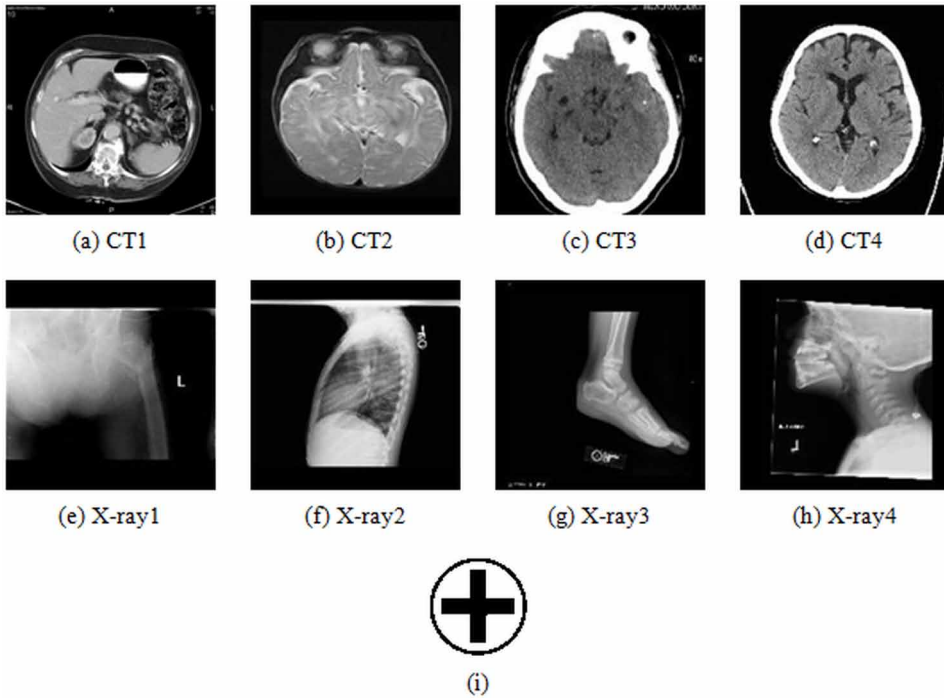 A
R
L
P
(a) CT1
(b) CT2
(c) CT3
(d) CT4
L
(e) X-ray1
(f) X-ray2
(g) X-ray3
(h) X-ray4
(i)